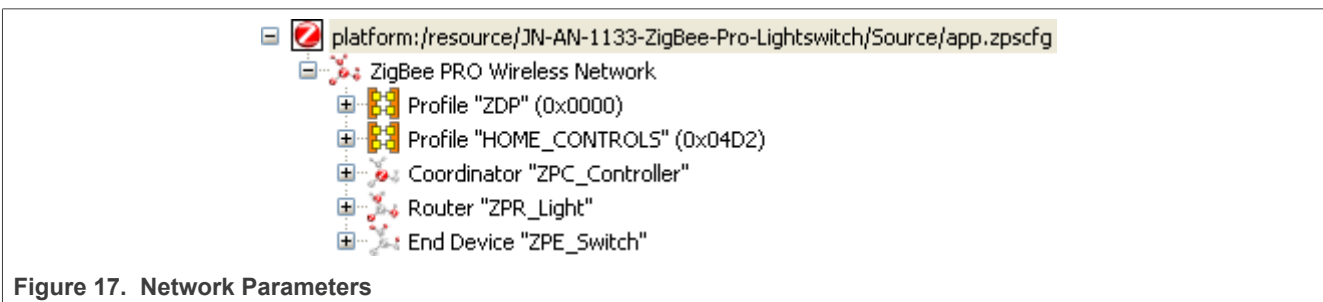 platform:/resource/JN-AN-1133-ZigBee-Pro-Lightswitch/Source/app.zpscfg
ZigBee PRO Wireless Network
Profile "ZDP" (0x0000)
Profile "HOME_CONTROLS" (0x04D2)
Coordinator "ZPC_Controller"
Router "ZPR_Light"
End Device "ZPE_Switch"
Figure 17. Network Parameters